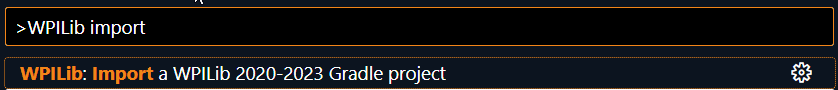 >WPILib import
WPILib: Import a WPILib 2020-2023 Gradle project